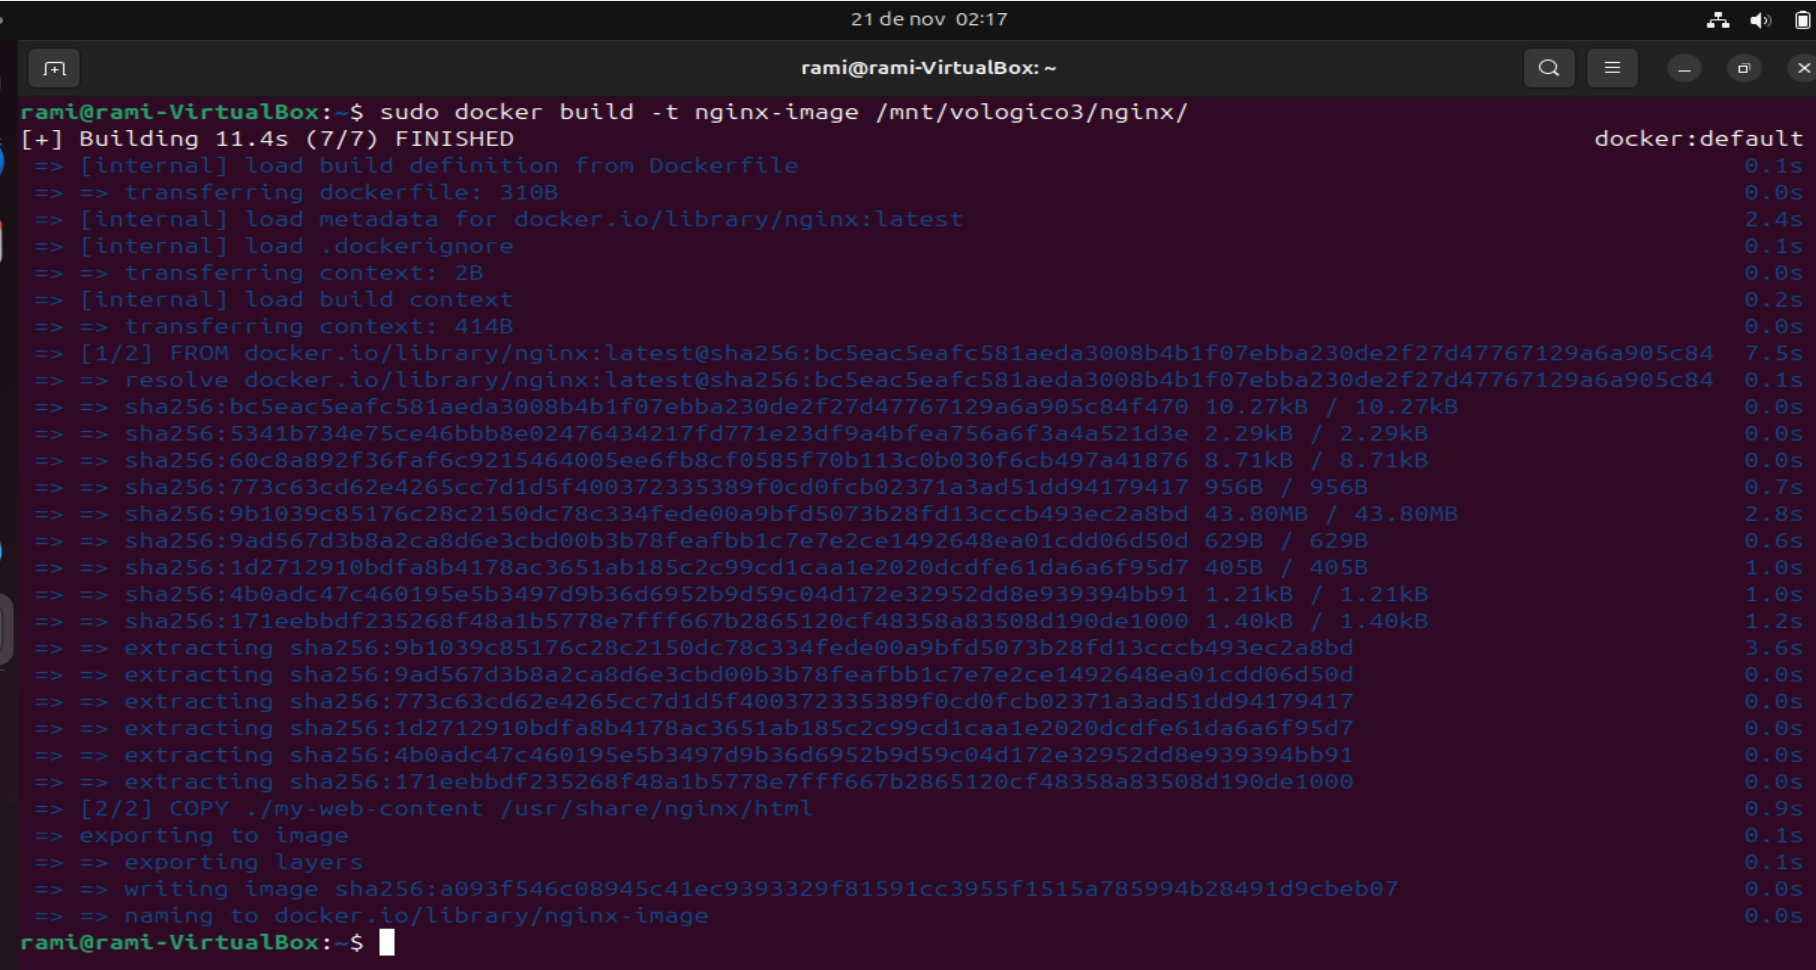 21 de nov 02:17
rami@rami-VirtualBox: ~
rami@rami-VirtualBox:~$ sudo docker build -t nginx-image /mnt/vologico3/nginx/
[+] Building 11.4s (7/7) FINISHED docker:default
=> [internal] load build definition from Dockerfile 0.1s
=> => transferring dockerfile: 310B 0.0s
=> [internal] load metadata for docker.io/library/nginx:latest 2.4s
=> [internal] load .dockerignore 0.1s
=> => transferring context: 2B 0.0s
=> [internal] load build context 0.2s
=> => transferring context: 414B 0.0s
=> [1/2] FROM docker.io/library/nginx:latest@sha256:bc5eac5eafc581aeda3008b4b1f07ebba230de2f27d47767129a6a905c84 7.5s
=> => resolve docker.io/library/nginx:latest@sha256:bc5eac5eafc581aeda3008b4b1f07ebba230de2f27d47767129a6a905c84 0.1s
=> => sha256:bc5eac5eafc581aeda3008b4b1f07ebba230de2f27d47767129a6a905c84f470 10.27kB / 10.27kB 0.0s
=> => sha256:5341b734e75ce46bbb8e02476434217fd771e23df9a4bfea756a6f3a4a521d3e 2.29kB / 2.29kB 0.0s
=> => sha256:60c8a892f36faf6c9215464005ee6fb8cf0585f70b113c0b030f6cb497a41876 8.71kB / 8.71kB 0.0s
=> => sha256:773c63cd62e4265cc7d1d5f400372335389f0cd0fcb02371a3ad51dd94179417 956B / 956B 0.7s
=> => sha256:9b1039c85176c28c2150dc78c334fede00a9bfd5073b28fd13cccb493ec2a8bd 43.80MB / 43.80MB 2.8s
=> => sha256:9ad567d3b8a2ca8d6e3cbd00b3b78feafbb1c7e7e2ce1492648ea01cdd06d50d 629B / 629B 0.6s
=> => sha256:1d2712910bdfa8b4178ac3651ab185c2c99cd1caa1e2020dcdfe61da6a6f95d7 405B / 405B 1.0s
=> => sha256:4b0adc47c460195e5b3497d9b36d6952b9d59c04d172e32952dd8e939394bb91 1.21kB / 1.21kB 1.0s
=> => sha256:171eebbdf235268f48a1b5778e7fff667b2865120cf48358a83508d190de1000 1.40kB / 1.40kB 1.2s
=> => extracting sha256:9b1039c85176c28c2150dc78c334fede00a9bfd5073b28fd13cccb493ec2a8bd 3.6s
=> => extracting sha256:9ad567d3b8a2ca8d6e3cbd00b3b78feafbb1c7e7e2ce1492648ea01cdd06d50d 0.0s
=> => extracting sha256:773c63cd62e4265cc7d1d5f400372335389f0cd0fcb02371a3ad51dd94179417 0.0s
=> => extracting sha256:1d2712910bdfa8b4178ac3651ab185c2c99cd1caa1e2020dcdfe61da6a6f95d7 0.0s
=> => extracting sha256:4b0adc47c460195e5b3497d9b36d6952b9d59c04d172e32952dd8e939394bb91 0.0s
=> => extracting sha256:171eebbdf235268f48a1b5778e7fff667b2865120cf48358a83508d190de1000 0.0s
=> [2/2] COPY ./my-web-content /usr/share/nginx/html 0.9s
=> exporting to image 0.1s
=> => exporting layers 0.1s
=> => writing image sha256:a093f546c08945c41ec9393329f81591cc3955f1515a785994b28491d9cbeb07 0.0s
=> => naming to docker.io/library/nginx-image 0.0s
rami@rami-VirtualBox:~$